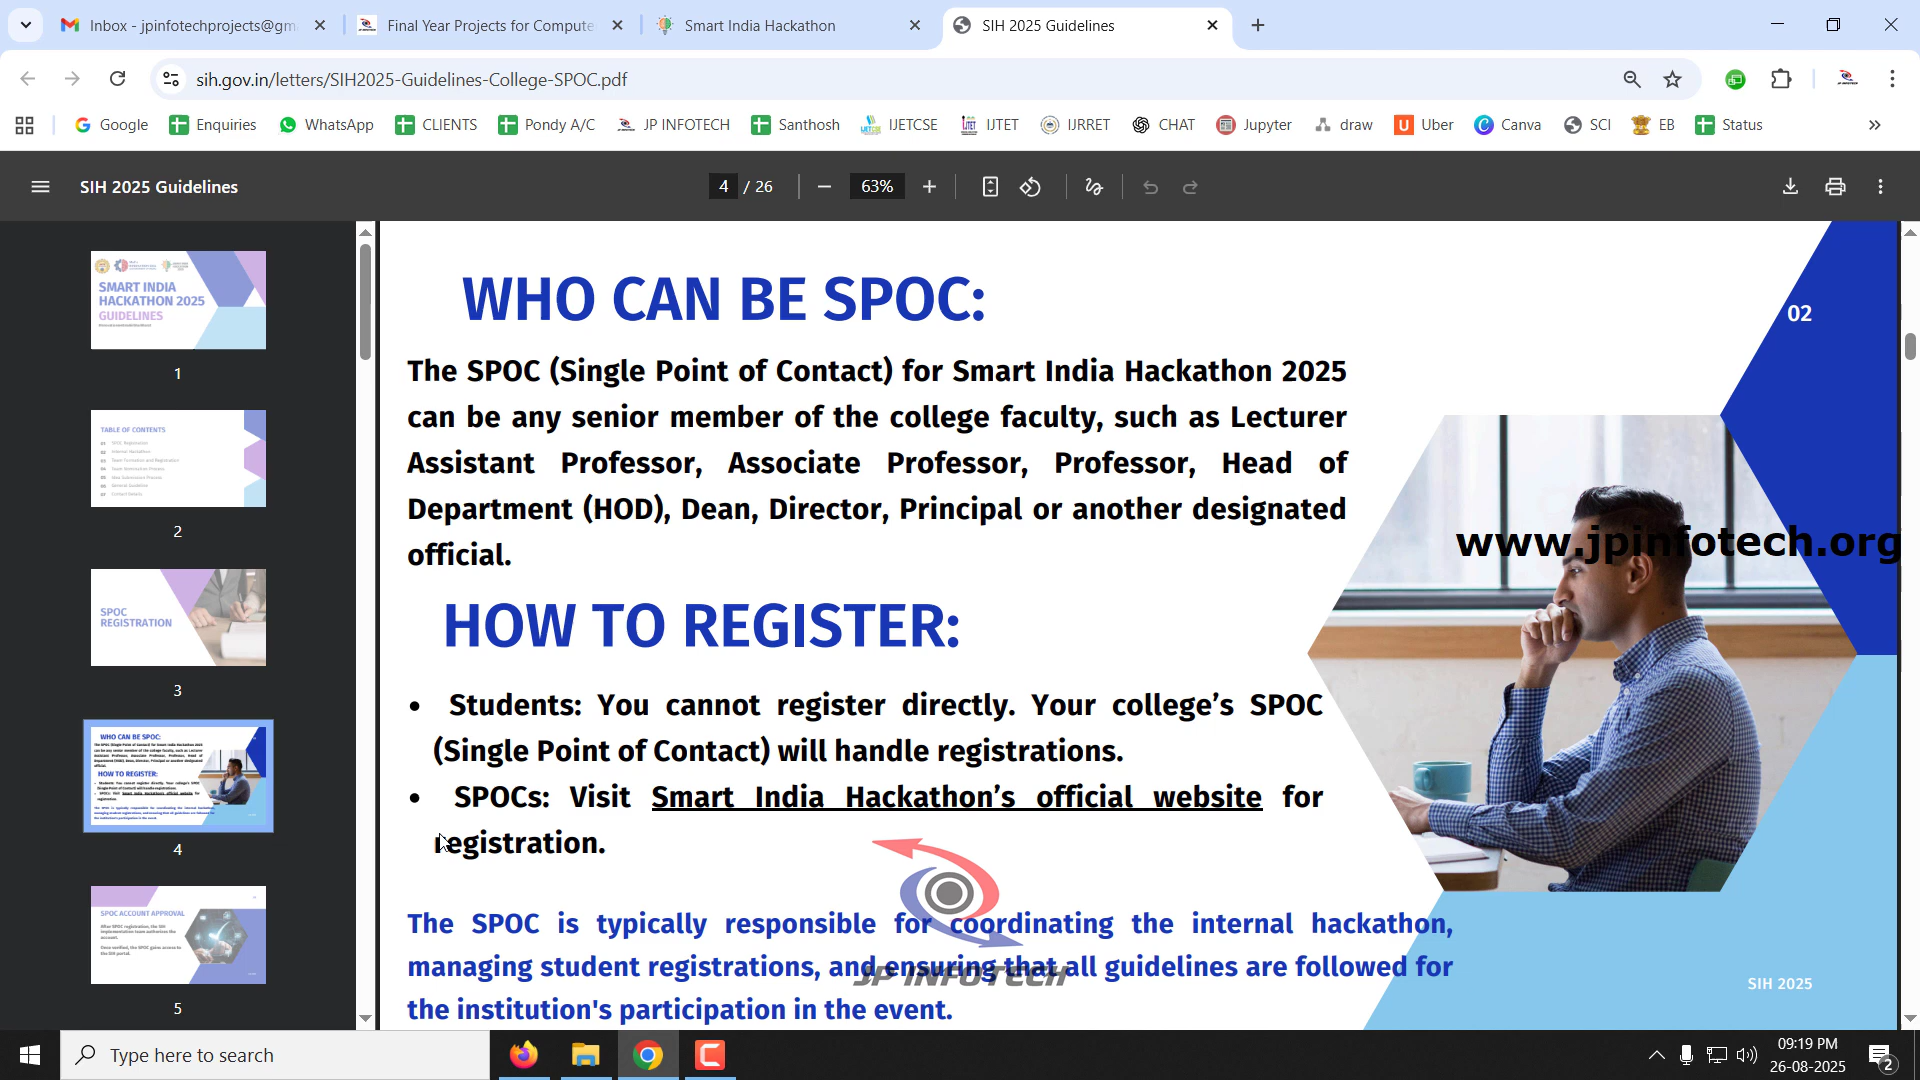 Inbox - jpinfotechprojects@gm
Final Year Projects for Compute
Smart India Hackathon
SIH 2025 Guidelines
sih.gov.in/letters/SIH2025-Guidelines-College-SPOC.pdf
Google
Enquiries
WhatsApp
CLIENTS
Pondy A/C
JP INFOTECH
Santhosh
IJETCSE
IJTET
IJRRET
CHAT
Jupyter
draw
Uber
Canva
SCI
EB
Status
SIH 2025 Guidelines
4 / 26
63%
SMART INDIA
HACKATHON 2025
GUIDELINES
1
TABLE OF CONTENTS
2
SPOC
REGISTRATION
3
WHO CAN BE SPOC:
HOW TO REGISTER:
4
SPOC ACCOUNT APPROVAL
5
WHO CAN BE SPOC:
02
The SPOC (Single Point of Contact) for Smart India Hackathon 2025
can be any senior member of the college faculty, such as Lecturer
Assistant Professor, Associate Professor, Professor, Head of
Department (HOD), Dean, Director, Principal or another designated
official.
www.jpinfotech.org
HOW TO REGISTER:
• Students: You cannot register directly. Your college's SPOC
(Single Point of Contact) will handle registrations.
• SPOCs: Visit Smart India Hackathon's official website for
registration.
The SPOC is typically responsible for coordinating the internal hackathon,
managing student registrations, and ensuring that all guidelines are followed for
the institution's participation in the event.
JP INFOTECH
SIH 2025
Type here to search
09:19 PM
26-08-2025
2